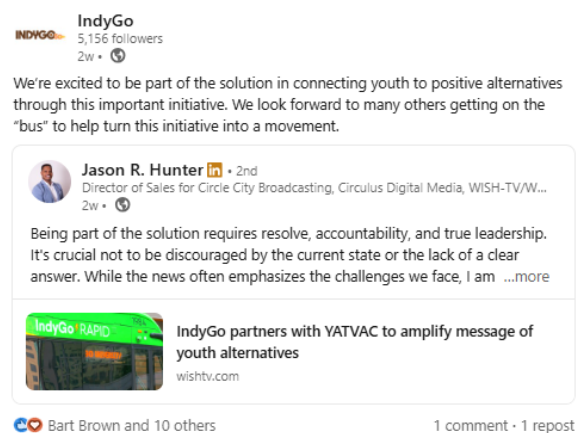 INDYGO
IndyGo
5,156 followers
2w •
We're excited to be part of the solution in connecting youth to positive alternatives
through this important initiative. We look forward to many others getting on the
“bus” to help turn this initiative into a movement.
Jason R. Hunter in • 2nd
Director of Sales for Circle City Broadcasting, Circulus Digital Media, WISH-TV/W...
2w •
Being part of the solution requires resolve, accountability, and true leadership.
It's crucial not to be discouraged by the current state or the lack of a clear
answer. While the news often emphasizes the challenges we face, I am ...more
IndyGo RAPID
IndyGo partners with YATVAC to amplify message of
youth alternatives
wishtv.com
Bart Brown and 10 others
1 comment · 1 repost